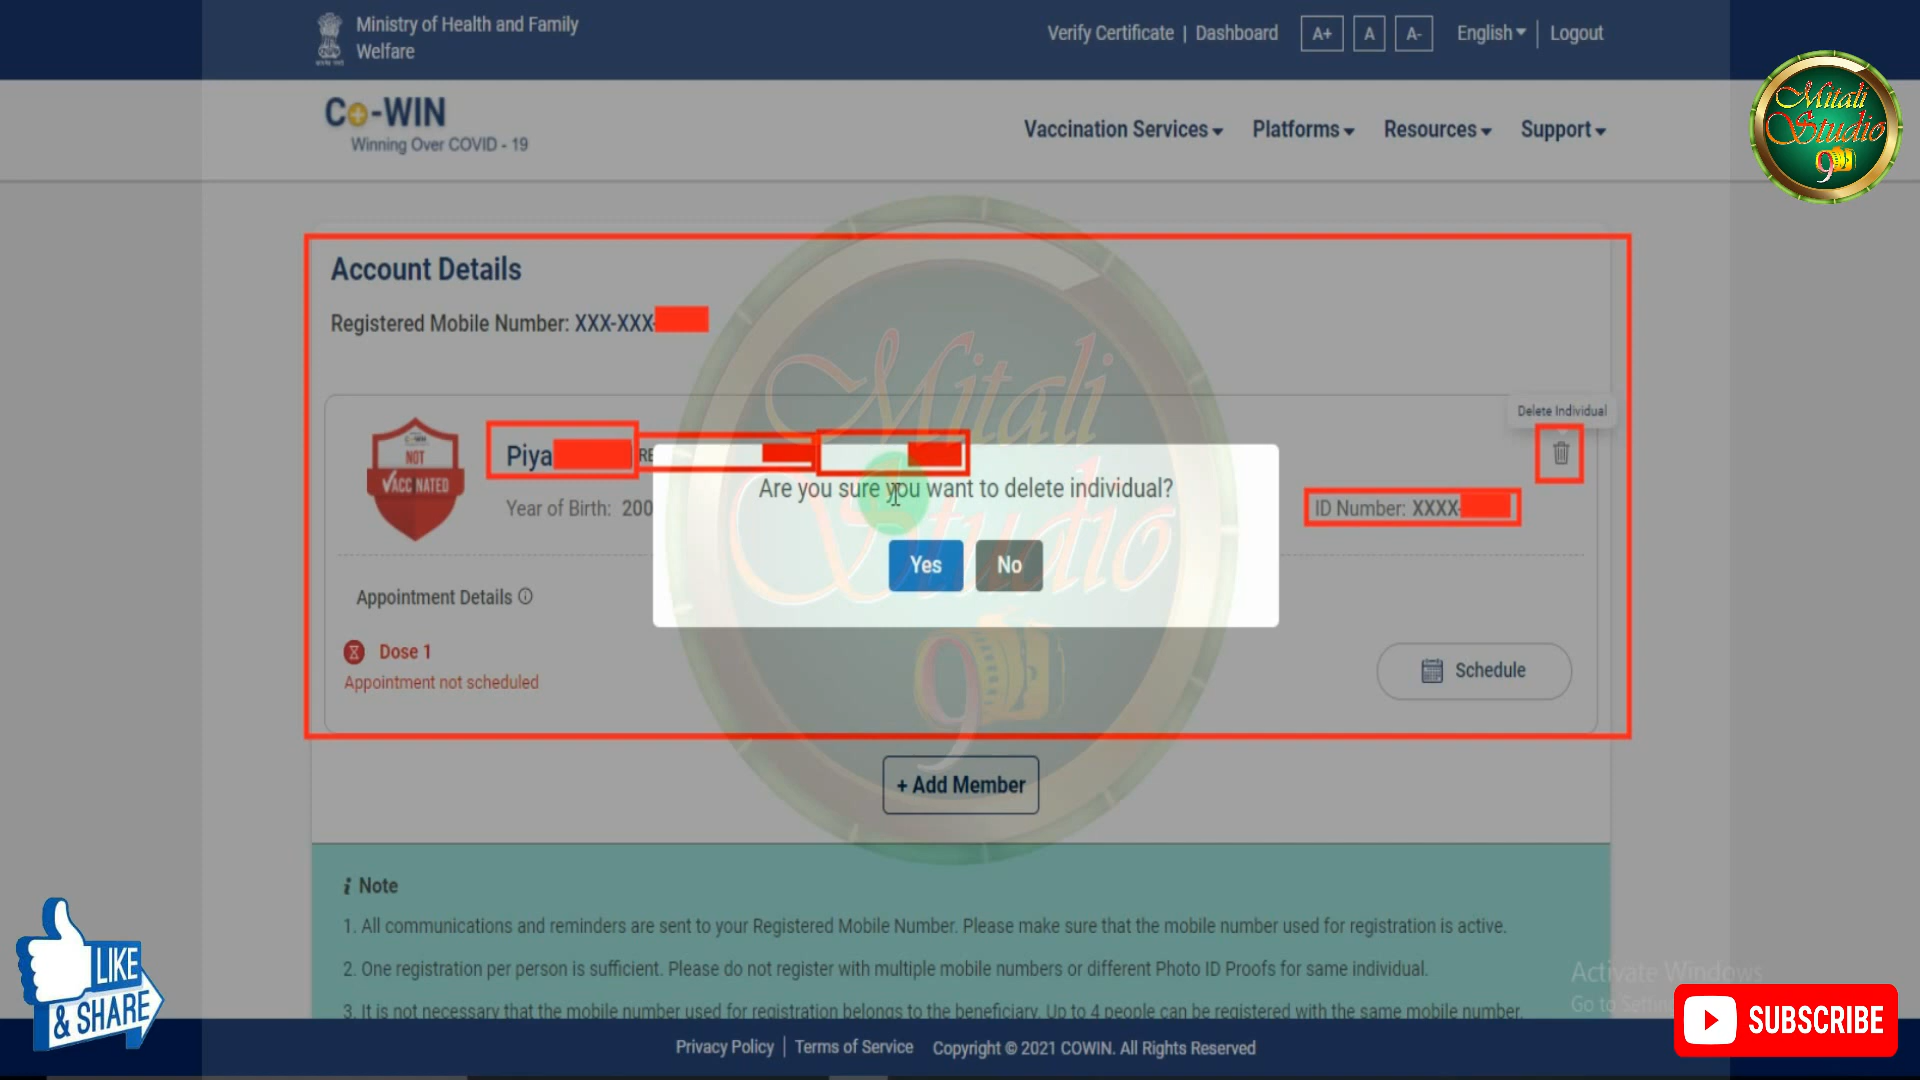 Ministry of Health and Family
Welfare
Verify Certificate | Dashboard A+ A A- English Logout
Co-WIN
Winning Over COVID - 19
Vaccination Services Platforms Resources Support
Mitali
Studio
9
Account Details
Registered Mobile Number: XXX-XXX-
Mitali
Studio
9
Delete Individual
NOT
VACCINATED
Piya
Year of Birth: 200
ID Number: XXXX-
Are you sure you want to delete individual?
Yes No
Appointment Details
Dose 1
Appointment not scheduled
Schedule
+ Add Member
i Note
1. All communications and reminders are sent to your Registered Mobile Number. Please make sure that the mobile number used for registration is active.
2. One registration per person is sufficient. Please do not register with multiple mobile numbers or different Photo ID Proofs for same individual.
3. It is not necessary that the mobile number used for registration belongs to the beneficiary. Up to 4 people can be registered with the same mobile number.
Activate Windows
Go to
LIKE
& SHARE
SUBSCRIBE
Privacy Policy | Terms of Service Copyright © 2021 COWIN. All Rights Reserved